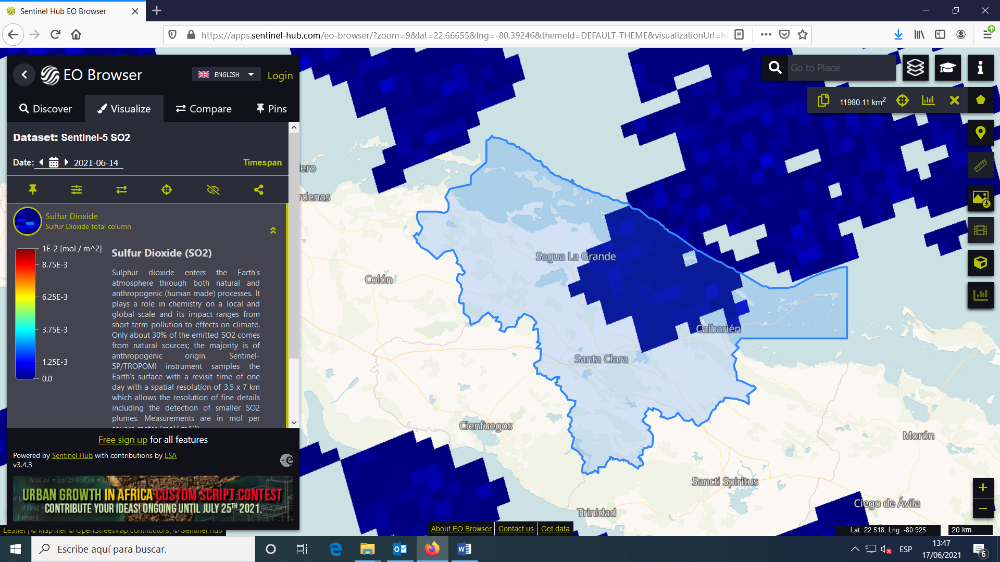 Sentinel Hub EO Browser
https://apps.sentinel-hub.com/eo-browser/?zoom=9&lat=22.66655&lng=-80.39246&themeId=DEFAULT-THEME&visualizationUrl=ht
EO Browser
ENGLISH
Login
Go to Place
Discover
Visualize
Compare
Pins
11980.11 km2
Dataset: Sentinel-5 SO2
Date:
2021-06-14
Timespan
Sulfur Dioxide
Sulfur Dioxide total column
1E-2 [mol / m^2]
8.75E-3
6.25E-3
3.75E-3
1.25E-3
0.0
Sulfur Dioxide (SO2)
Sulphur dioxide enters the Earth's
atmosphere through both natural and
anthropogenic (human made) processes. It
plays a role in chemistry on a local and
global scale and its impact ranges from
short term pollution to effects on climate.
Only about 30% of the emitted SO2 comes
from natural sources; the majority is of
anthropogenic origin. Sentinel-
5P/TROPOMI instrument samples the
Earth's surface with a revisit time of one
day with a spatial resolution of 3.5 x 7 km
which allows the resolution of fine details
including the detection of smaller SO2
plumes. Measurements are in mol per
square meter (mol/ m^2)
Free sign up for all features
Powered by Sentinel Hub with contributions by ESA
v3.4.3
URBAN GROWTH IN AFRICA CUSTOM SCRIPT CONTEST
CONTRIBUTE YOUR IDEAS! ONGOING UNTIL JULY 25TH 2021.
Leaflet | © MapTiler © OpenStreetMap contributors, © Sentinel Hub
ero
rdenas
Colón
Sagua La Grande
Caibarién
Santa Clara
Cienfuegos
Morón
Sancti Spiritus
Ciego de Ávila
Trinidad
About EO Browser
Contact us
Get data
Lat: 22.518, Lng: -80.925
20 km
Escribe aquí para buscar.
ESP
13:47
17/06/2021
6